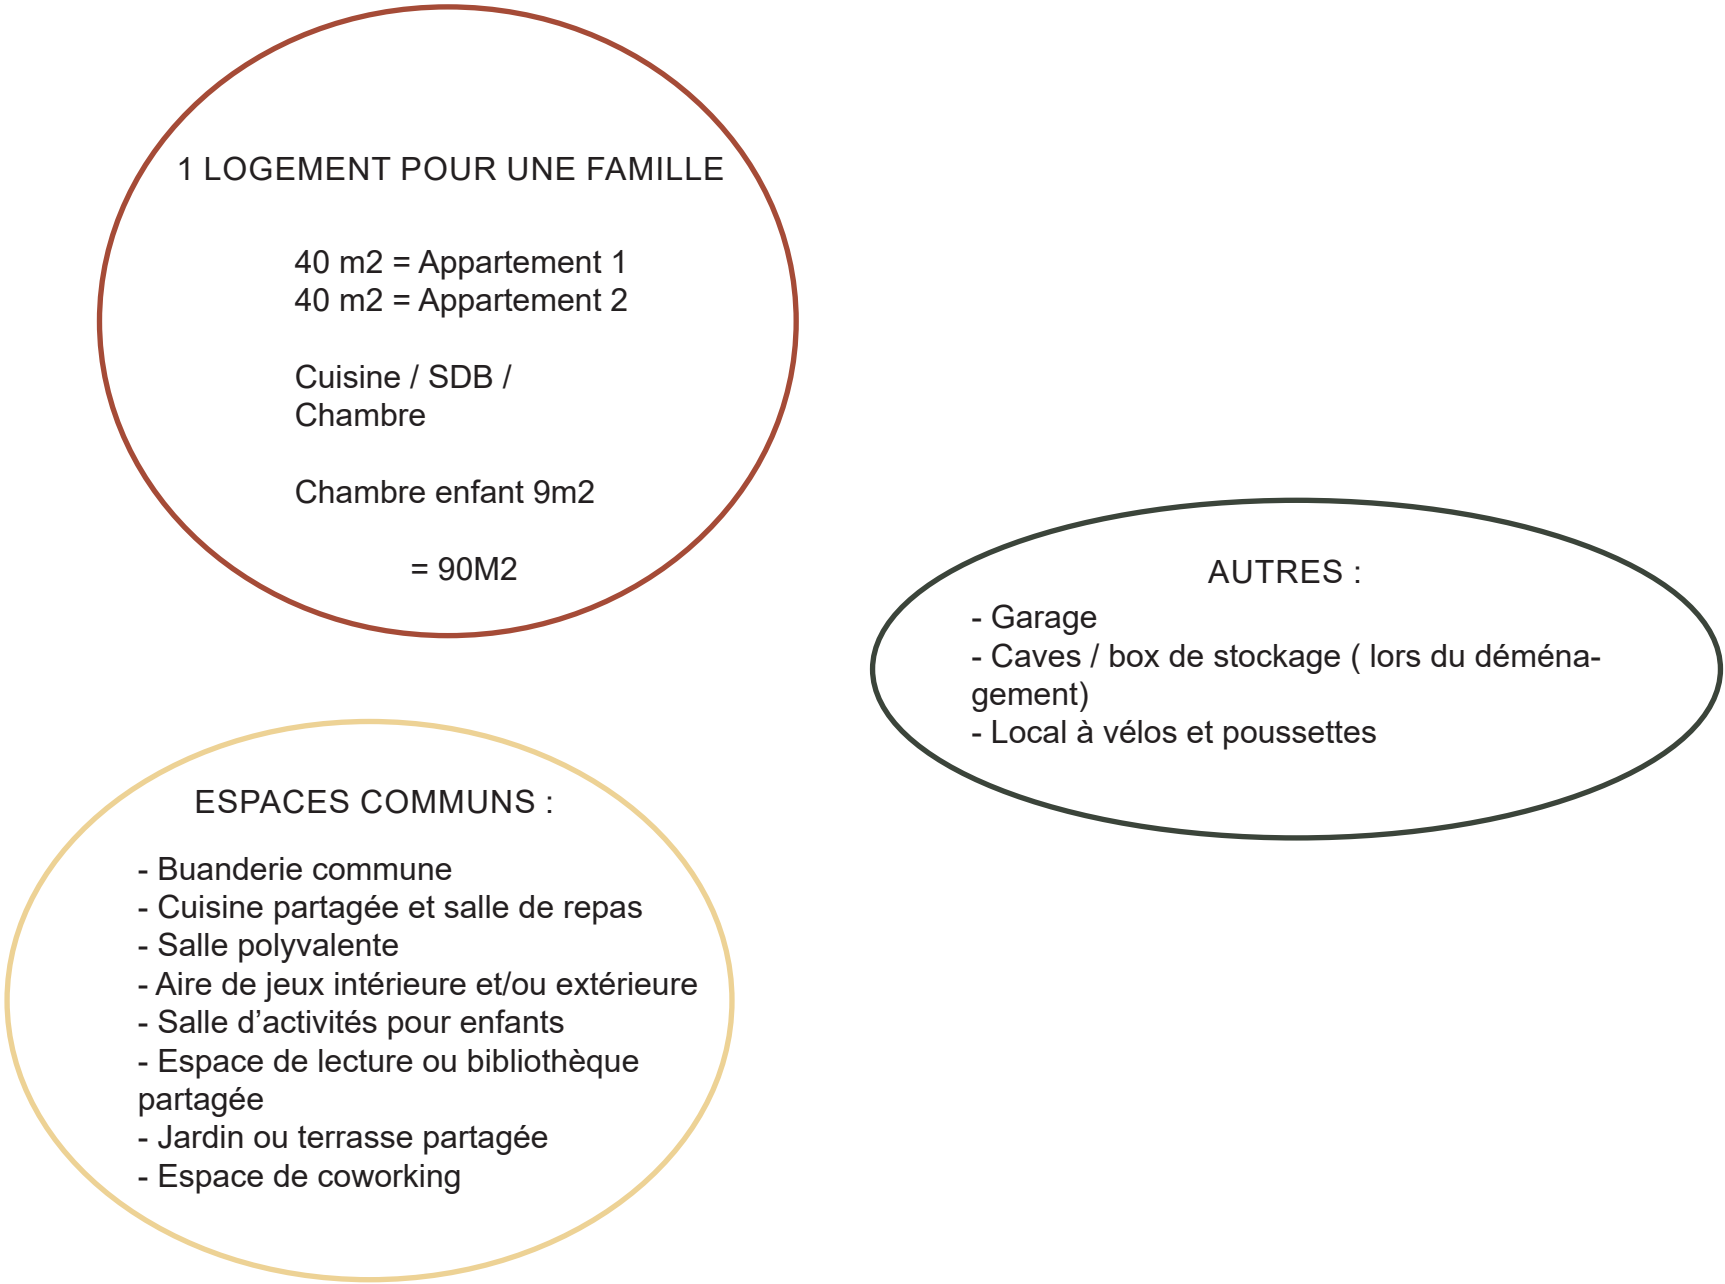 1 LOGEMENT POUR UNE FAMILLE
40 m2 = Appartement 1
40 m2 = Appartement 2
Cuisine / SDB /
Chambre
Chambre enfant 9m2
= 90M2
AUTRES :
- Garage
- Caves / box de stockage ( lors du déména-
gement)
- Local à vélos et poussettes
ESPACES COMMUNS :
- Buanderie commune
- Cuisine partagée et salle de repas
- Salle polyvalente
- Aire de jeux intérieure et/ou extérieure
- Salle d’activités pour enfants
- Espace de lecture ou bibliothèque
partagée
- Jardin ou terrasse partagée
- Espace de coworking